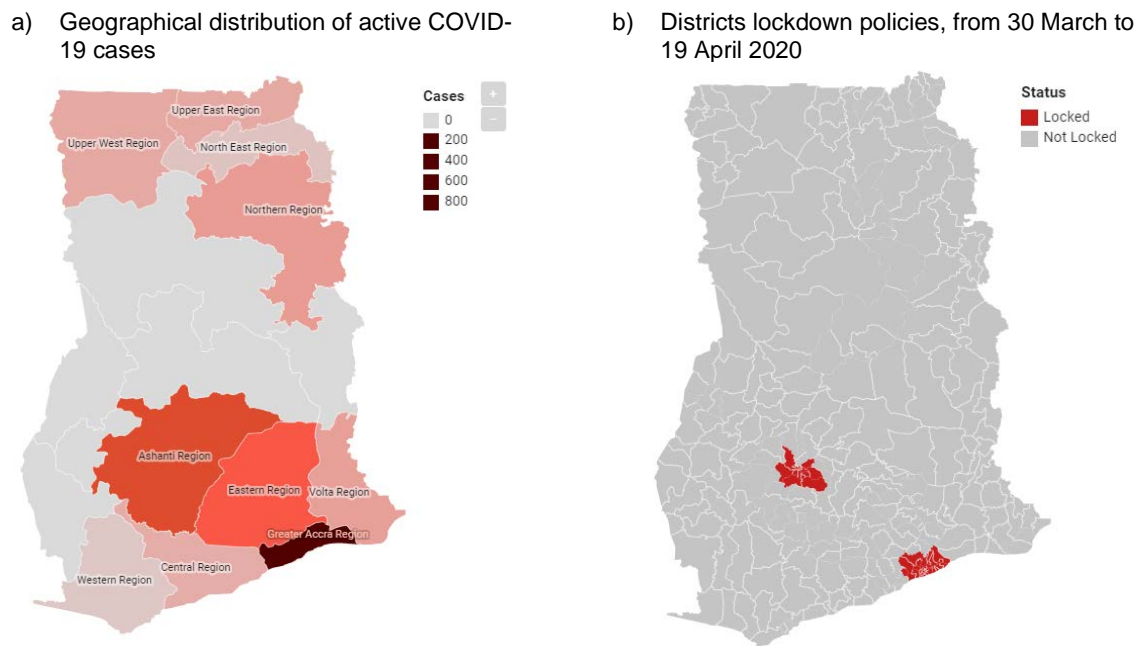 a) Geographical distribution of active COVID-
19 cases
b) Districts lockdown policies, from 30 March to
19 April 2020
Cases
+
−
0
200
400
600
800
Upper East Region
Upper West Region
North East Region
Northern Region
Ashanti Region
Eastern Region
Volta Region
Greater Accra Region
Central Region
Western Region
Status
Locked
Not Locked